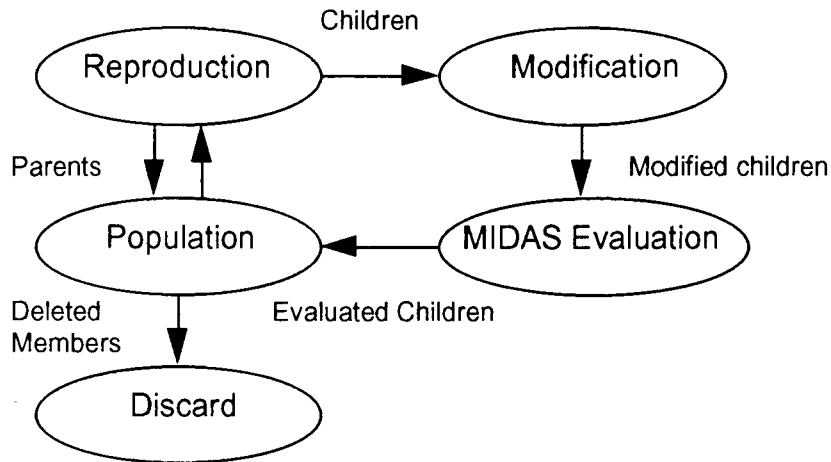 Children
Reproduction
Modification
Parents
Modified children
Population
MIDAS Evaluation
Deleted
Members
Evaluated Children
Discard